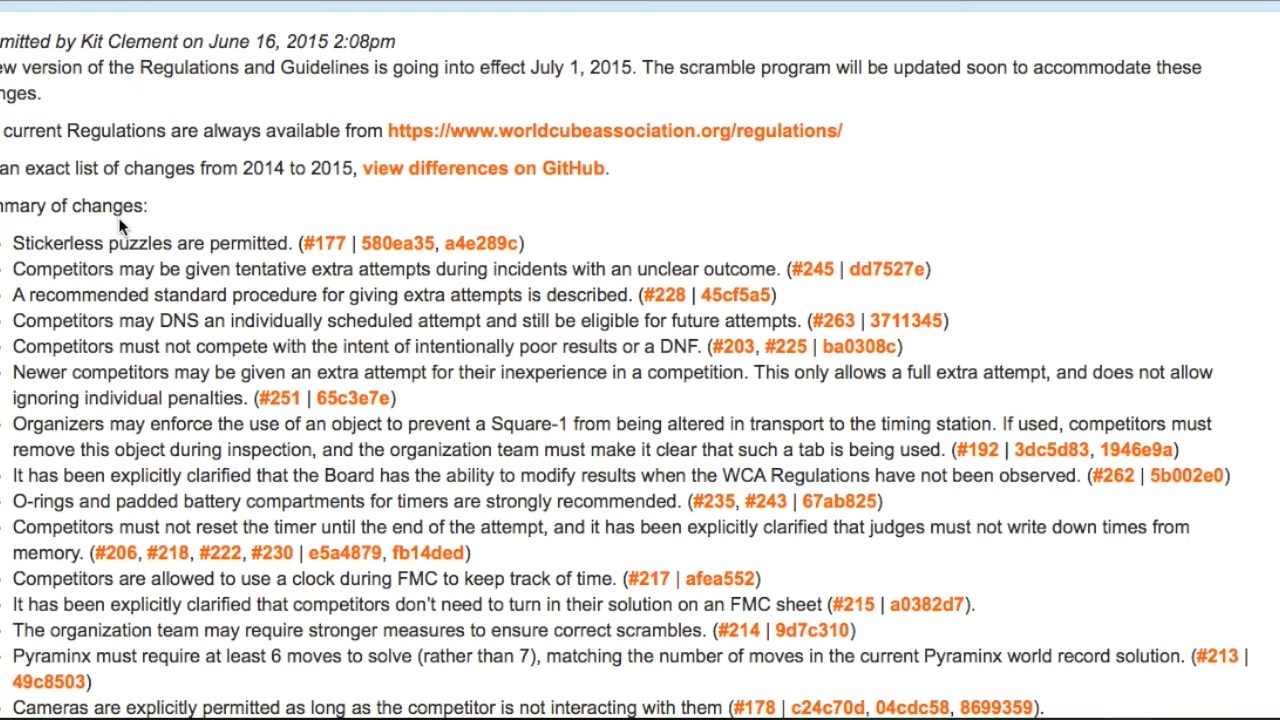 mitted by Kit Clement on June 16, 2015 2:08pm
ew version of the Regulations and Guidelines is going into effect July 1, 2015. The scramble program will be updated soon to accommodate these
nges.
current Regulations are always available from https://www.worldcubeassociation.org/regulations/
an exact list of changes from 2014 to 2015, view differences on GitHub.
mmary of changes:
Stickerless puzzles are permitted. (#177 | 580ea35, a4e289c)
Competitors may be given tentative extra attempts during incidents with an unclear outcome. (#245 | dd7527e)
A recommended standard procedure for giving extra attempts is described. (#228 | 45cf5a5)
Competitors may DNS an individually scheduled attempt and still be eligible for future attempts. (#263 | 3711345)
Competitors must not compete with the intent of intentionally poor results or a DNF. (#203, #225 | ba0308c)
Newer competitors may be given an extra attempt for their inexperience in a competition. This only allows a full extra attempt, and does not allow
ignoring individual penalties. (#251 | 65c3e7e)
Organizers may enforce the use of an object to prevent a Square-1 from being altered in transport to the timing station. If used, competitors must
remove this object during inspection, and the organization team must make it clear that such a tab is being used. (#192 | 3dc5d83, 1946e9a)
It has been explicitly clarified that the Board has the ability to modify results when the WCA Regulations have not been observed. (#262 | 5b002e0)
O-rings and padded battery compartments for timers are strongly recommended. (#235, #243 | 67ab825)
Competitors must not reset the timer until the end of the attempt, and it has been explicitly clarified that judges must not write down times from
memory. (#206, #218, #222, #230 | e5a4879, fb14ded)
Competitors are allowed to use a clock during FMC to keep track of time. (#217 | afea552)
It has been explicitly clarified that competitors don't need to turn in their solution on an FMC sheet (#215 | a0382d7).
The organization team may require stronger measures to ensure correct scrambles. (#214 | 9d7c310)
Pyraminx must require at least 6 moves to solve (rather than 7), matching the number of moves in the current Pyraminx world record solution. (#213 |
49c8503)
Cameras are explicitly permitted as long as the competitor is not interacting with them (#178 | c24c70d, 04cdc58, 8699359).